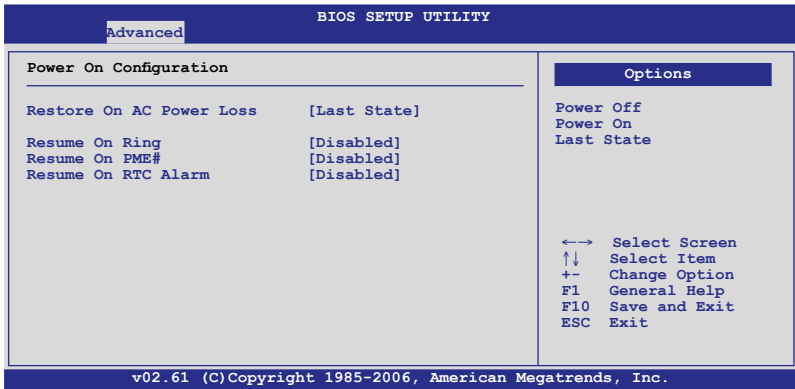 BIOS SETUP UTILITY
Advanced
Power On Configuration
Restore On AC Power Loss [Last State]
Resume On Ring [Disabled]
Resume On PME# [Disabled]
Resume On RTC Alarm [Disabled]
Options
Power Off
Power On
Last State
←→ Select Screen
↑↓ Select Item
+- Change Option
F1 General Help
F10 Save and Exit
ESC Exit
v02.61 (C)Copyright 1985-2006, American Megatrends, Inc.